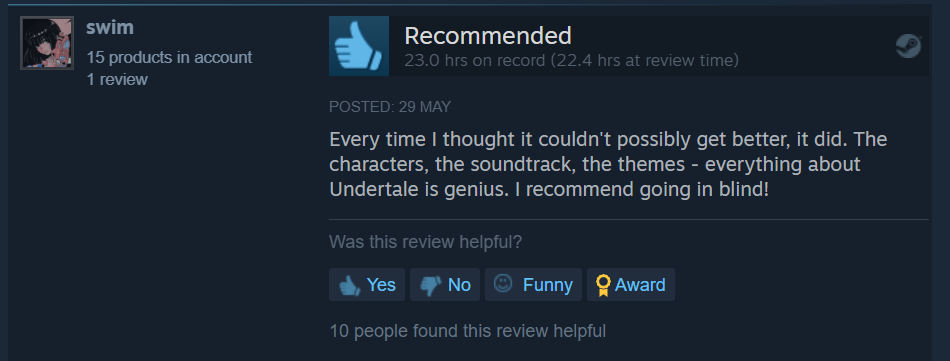 swim
15 products in account
1 review
Recommended
23.0 hrs on record (22.4 hrs at review time)
POSTED: 29 MAY
Every time I thought it couldn't possibly get better, it did. The
characters, the soundtrack, the themes - everything about
Undertale is genius. I recommend going in blind!
Was this review helpful?
Yes No Funny Award
10 people found this review helpful